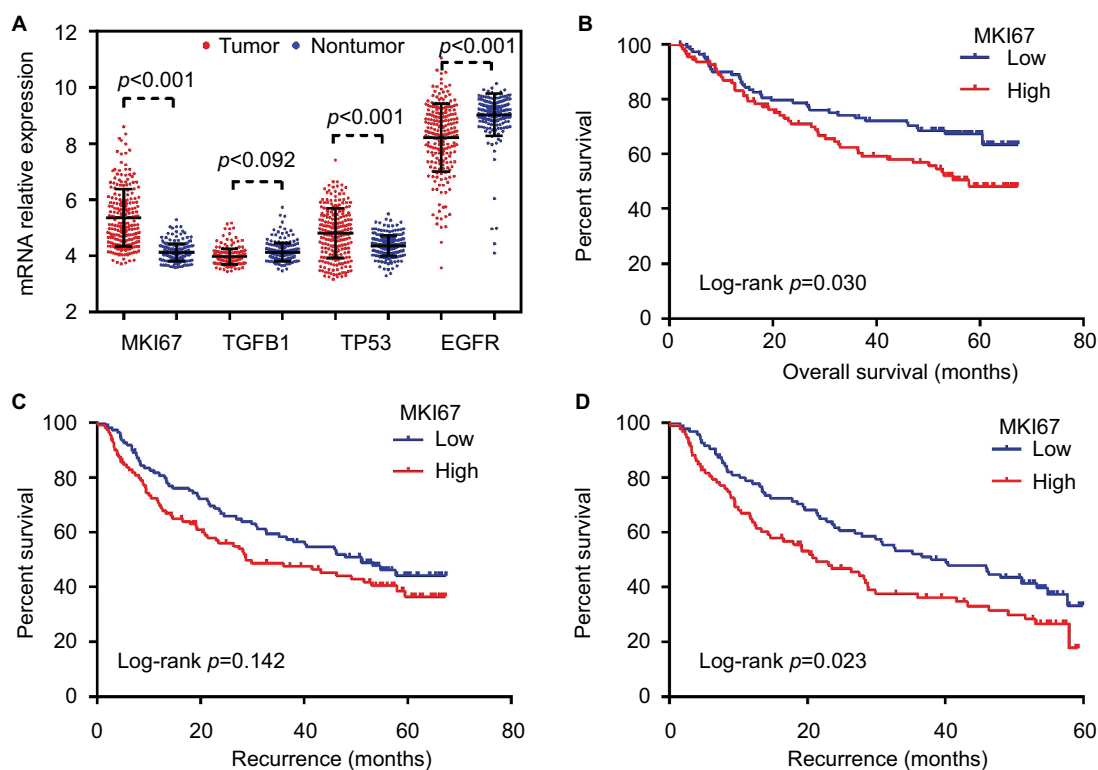 A
mRNA relative expression
12
10
8
6
4
2
Tumor Nontumor
p<0.001
p<0.092
p<0.001
p<0.001
MKI67 TGFB1 TP53 EGFR
B
Percent survival
100
80
60
40
20
0
MKI67
Low
High
Log-rank p=0.030
0 20 40 60 80
Overall survival (months)
C
Percent survival
100
80
60
40
20
0
MKI67
Low
High
Log-rank p=0.142
0 20 40 60 80
Recurrence (months)
D
Percent survival
100
80
60
40
20
0
MKI67
Low
High
Log-rank p=0.023
0 20 40 60
Recurrence (months)